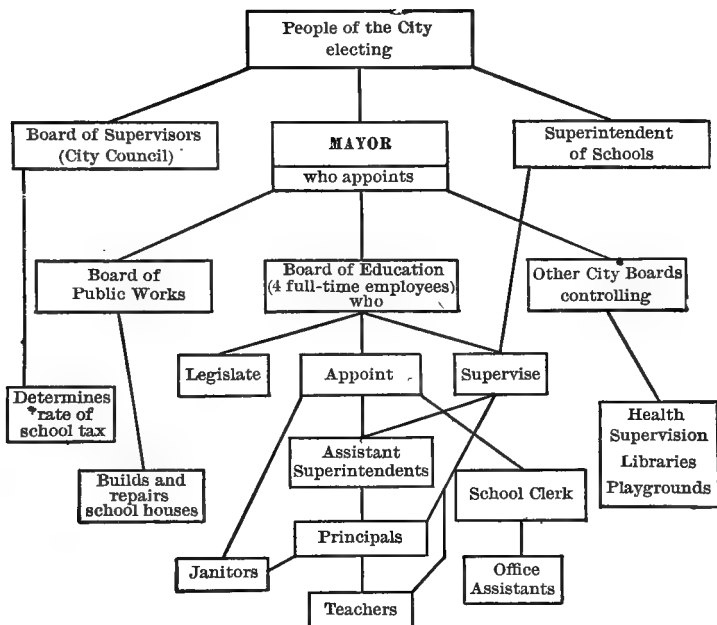 People of the City
electing
Board of Supervisors
(City Council)
MAYOR
who appoints
Superintendent
of Schools
Board of
Public Works
Board of Education
(4 full-time employees)
who
Other City Boards
controlling
Legislate
Appoint
Supervise
Determines
rate of
school tax
Health
Supervision
Libraries
Playgrounds
Assistant
Superintendents
Builds and
repairs
school houses
School Clerk
Principals
Janitors
Office
Assistants
Teachers